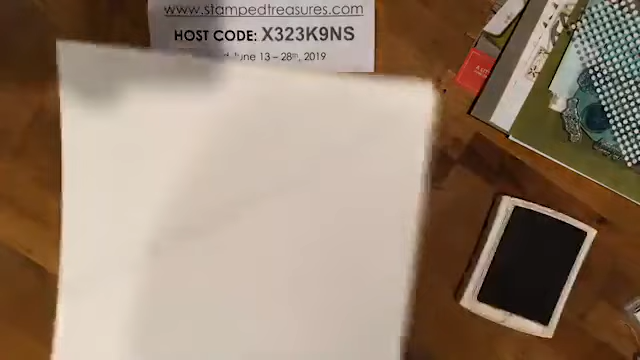 www.stampedtreasures.com
HOST CODE: X323K9NS
June 13 – 28th, 2019